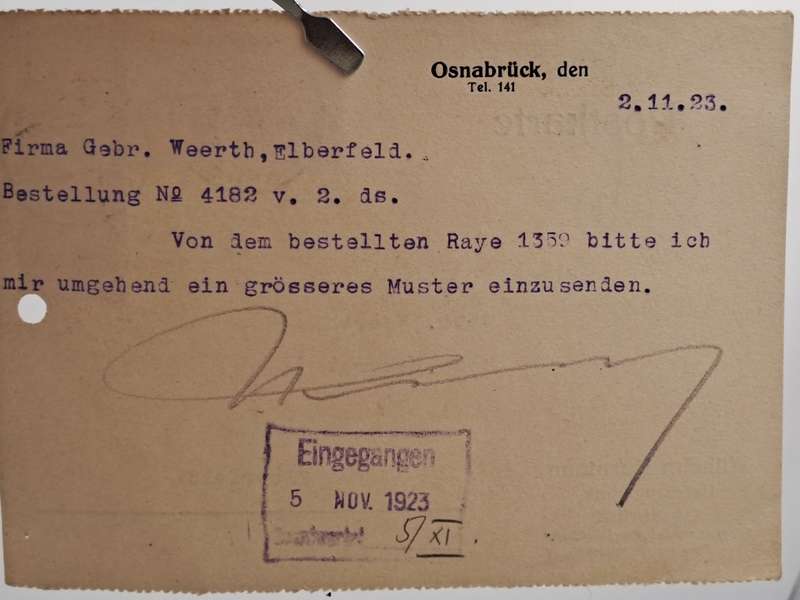 Osnabrück, den
Tel. 141
2.11.23.
Firma Gebr. Weerth, Elberfeld.
Bestellung № 4182 v. 2. ds.
Von dem bestellten Raye 1359 bitte ich
mir umgehend ein grösseres Muster einzusenden.
Eingegangen
5 NOV. 1923
5/XI.